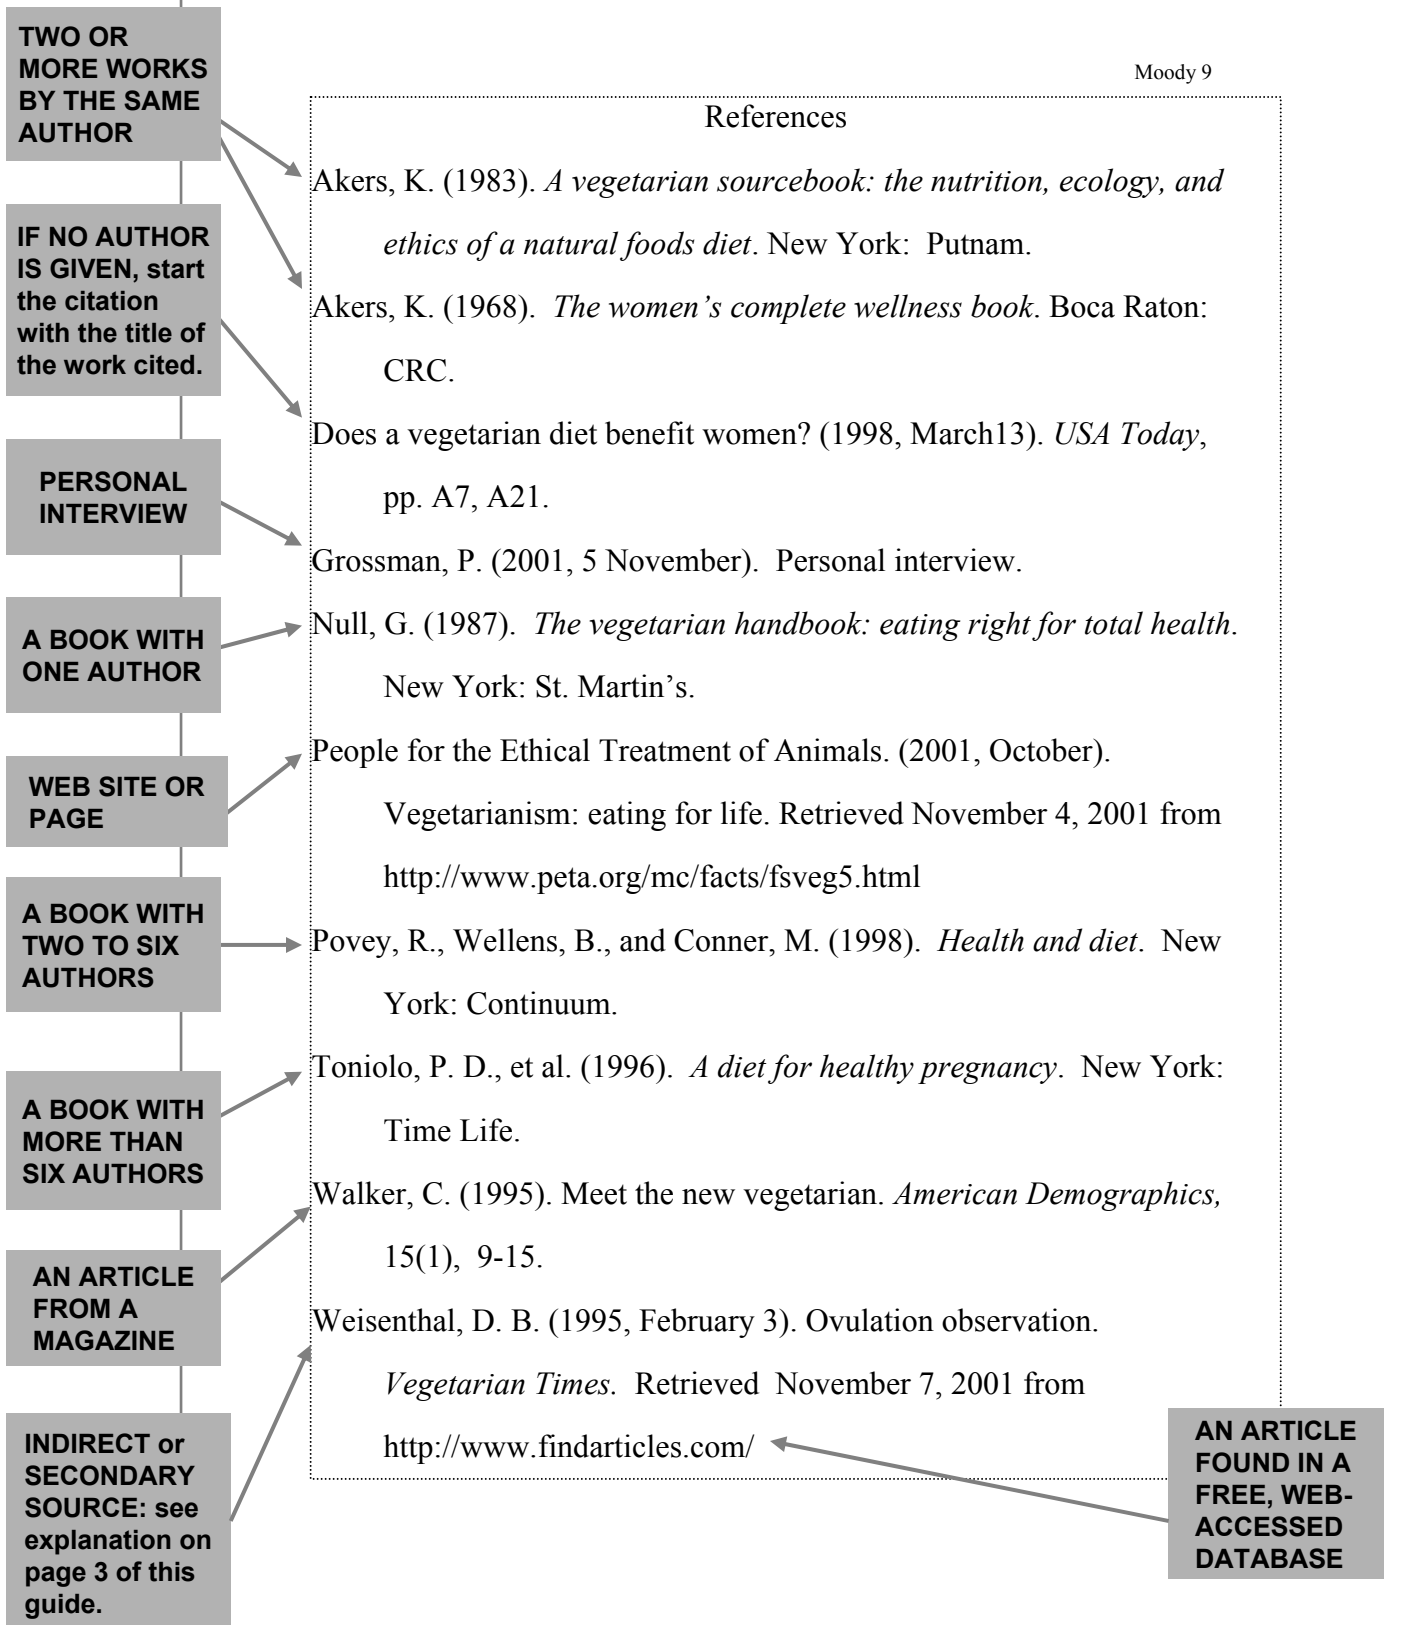 TWO OR
MORE WORKS
BY THE SAME
AUTHOR
IF NO AUTHOR
IS GIVEN, start
the citation
with the title of
the work cited.
PERSONAL
INTERVIEW
A BOOK WITH
ONE AUTHOR
WEB SITE OR
PAGE
A BOOK WITH
TWO TO SIX
AUTHORS
A BOOK WITH
MORE THAN
SIX AUTHORS
AN ARTICLE
FROM A
MAGAZINE
INDIRECT or
SECONDARY
SOURCE: see
explanation on
page 3 of this
guide.
Moody 9
References
Akers, K. (1983). A vegetarian sourcebook: the nutrition, ecology, and
ethics of a natural foods diet. New York:  Putnam.
Akers, K. (1968).  The women’s complete wellness book. Boca Raton:
CRC.
Does a vegetarian diet benefit women? (1998, March13). USA Today,
pp. A7, A21.
Grossman, P. (2001, 5 November).  Personal interview.
Null, G. (1987).  The vegetarian handbook: eating right for total health.
New York: St. Martin’s.
People for the Ethical Treatment of Animals. (2001, October).
Vegetarianism: eating for life. Retrieved November 4, 2001 from
http://www.peta.org/mc/facts/fsveg5.html
Povey, R., Wellens, B., and Conner, M. (1998).  Health and diet.  New
York: Continuum.
Toniolo, P. D., et al. (1996).  A diet for healthy pregnancy.  New York:
Time Life.
Walker, C. (1995). Meet the new vegetarian. American Demographics,
15(1),  9-15.
Weisenthal, D. B. (1995, February 3). Ovulation observation.
Vegetarian Times.  Retrieved  November 7, 2001 from
http://www.findarticles.com/
AN ARTICLE
FOUND IN A
FREE, WEB-
ACCESSED
DATABASE